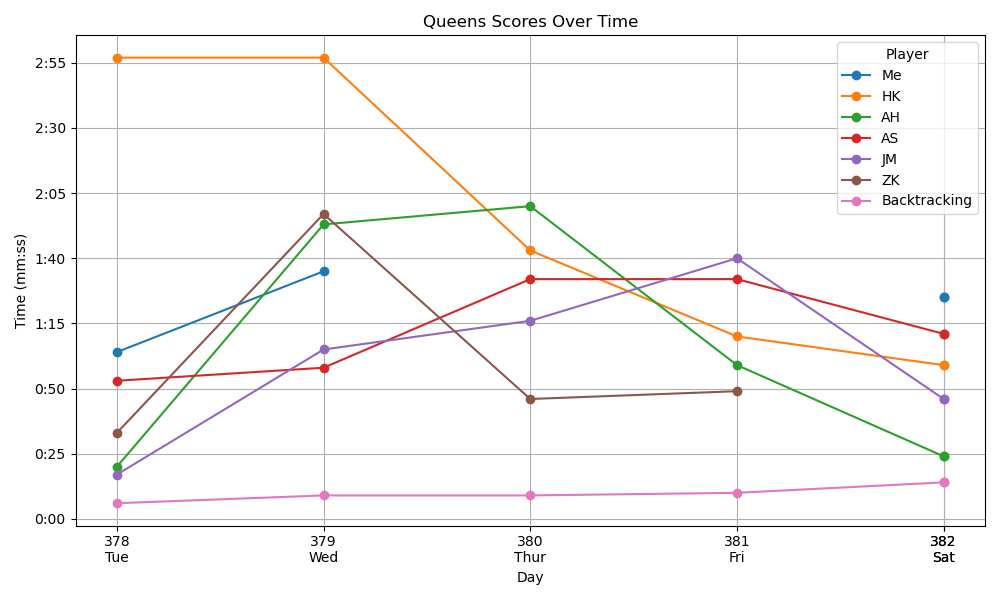 Queens Scores Over Time
Player
Me
HK
AH
AS
JM
ZK
Backtracking
Time (mm:ss)
2:55
2:30
2:05
1:40
1:15
0:50
0:25
0:00
378 379 380 381 382
Tue Wed Thur Fri Sat
Day